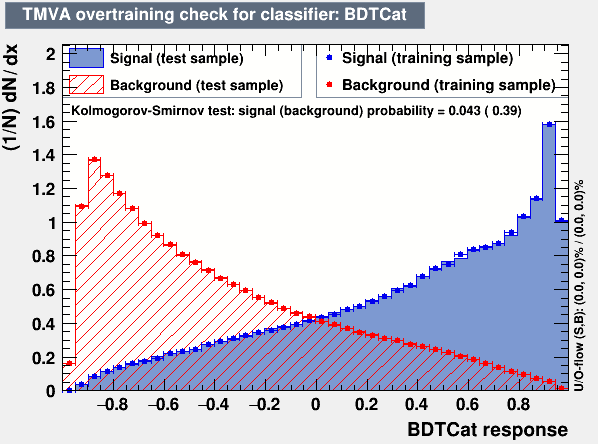 TMVA overtraining check for classifier: BDTCat
(1/N) dN / dx
Signal (test sample)
Background (test sample)
Signal (training sample)
Background (training sample)
Kolmogorov-Smirnov test: signal (background) probability = 0.043 ( 0.39)
2
1.8
1.6
1.4
1.2
1
0.8
0.6
0.4
0.2
0
−0.8 −0.6 −0.4 −0.2 0 0.2 0.4 0.6 0.8
BDTCat response
U/O-flow (S,B): (0.0, 0.0)% / (0.0, 0.0)%